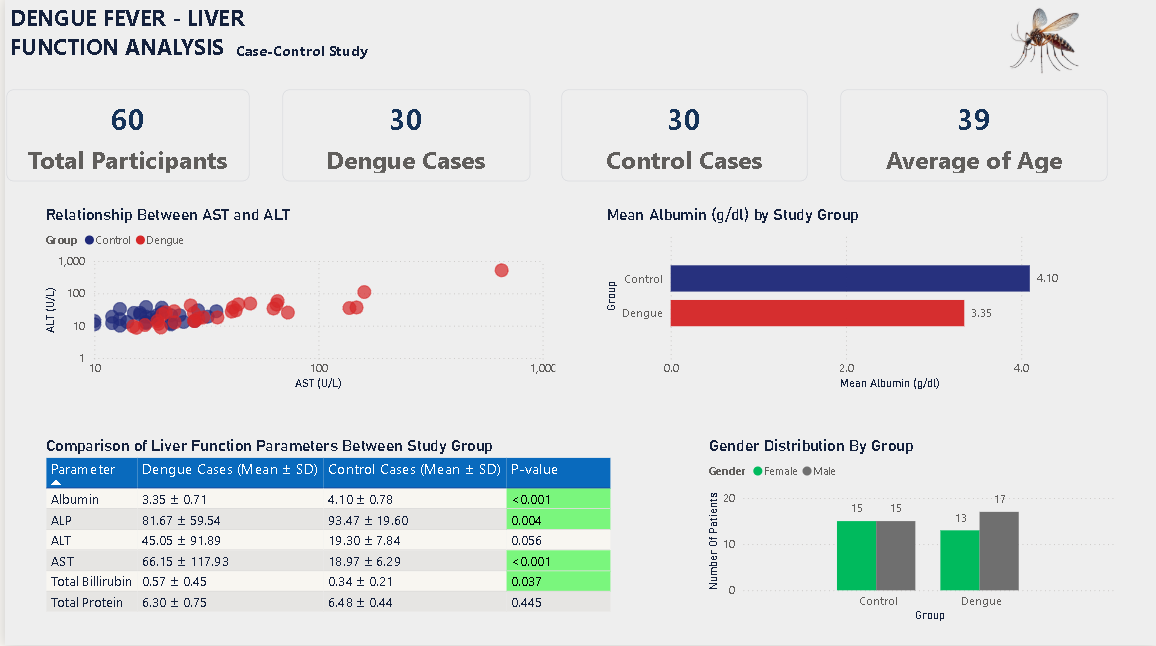 DENGUE FEVER - LIVER
FUNCTION ANALYSIS Case-Control Study
60
Total Participants
30
Dengue Cases
30
Control Cases
39
Average of Age
Relationship Between AST and ALT
Group Control Dengue
1,000
100
10
1
ALT (U/L)
10 100 1,000
AST (U/L)
Mean Albumin (g/dl) by Study Group
Group
Control 4.10
Dengue 3.35
0.0 2.0 4.0
Mean Albumin (g/dl)
Comparison of Liver Function Parameters Between Study Group
Parameter Dengue Cases (Mean ± SD) Control Cases (Mean ± SD) P-value
Albumin 3.35 ± 0.71 4.10 ± 0.78 <0.001
ALP 81.67 ± 59.54 93.47 ± 19.60 0.004
ALT 45.05 ± 91.89 19.30 ± 7.84 0.056
AST 66.15 ± 117.93 18.97 ± 6.29 <0.001
Total Billirubin 0.57 ± 0.45 0.34 ± 0.21 0.037
Total Protein 6.30 ± 0.75 6.48 ± 0.44 0.445
Gender Distribution By Group
Gender Female Male
Number Of Patients
20
10
0
15 15
13 17
Control Dengue
Group